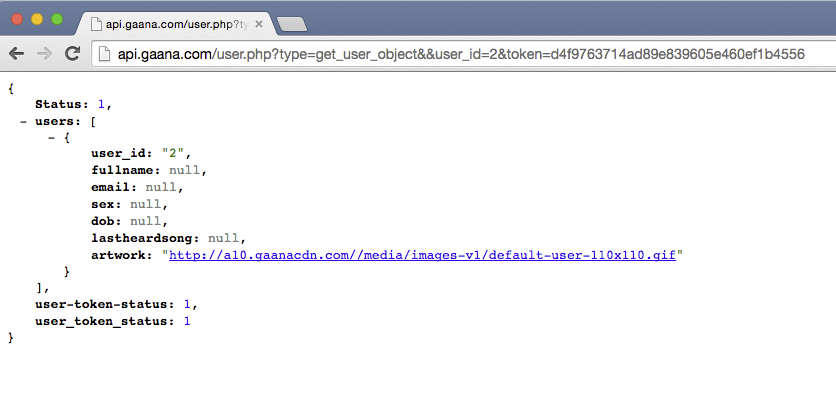 api.gaana.com/user.php?ty
api.gaana.com/user.php?type=get_user_object&&user_id=2&token=d4f9763714ad89e839605e460ef1b4556
{
Status: 1,
- users: [
- {
user_id: "2",
fullname: null,
email: null,
sex: null,
dob: null,
lastheardsong: null,
artwork: "http://a10.gaanacdn.com//media/images-v1/default-user-110x110.gif"
}
],
user-token-status: 1,
user_token_status: 1
}